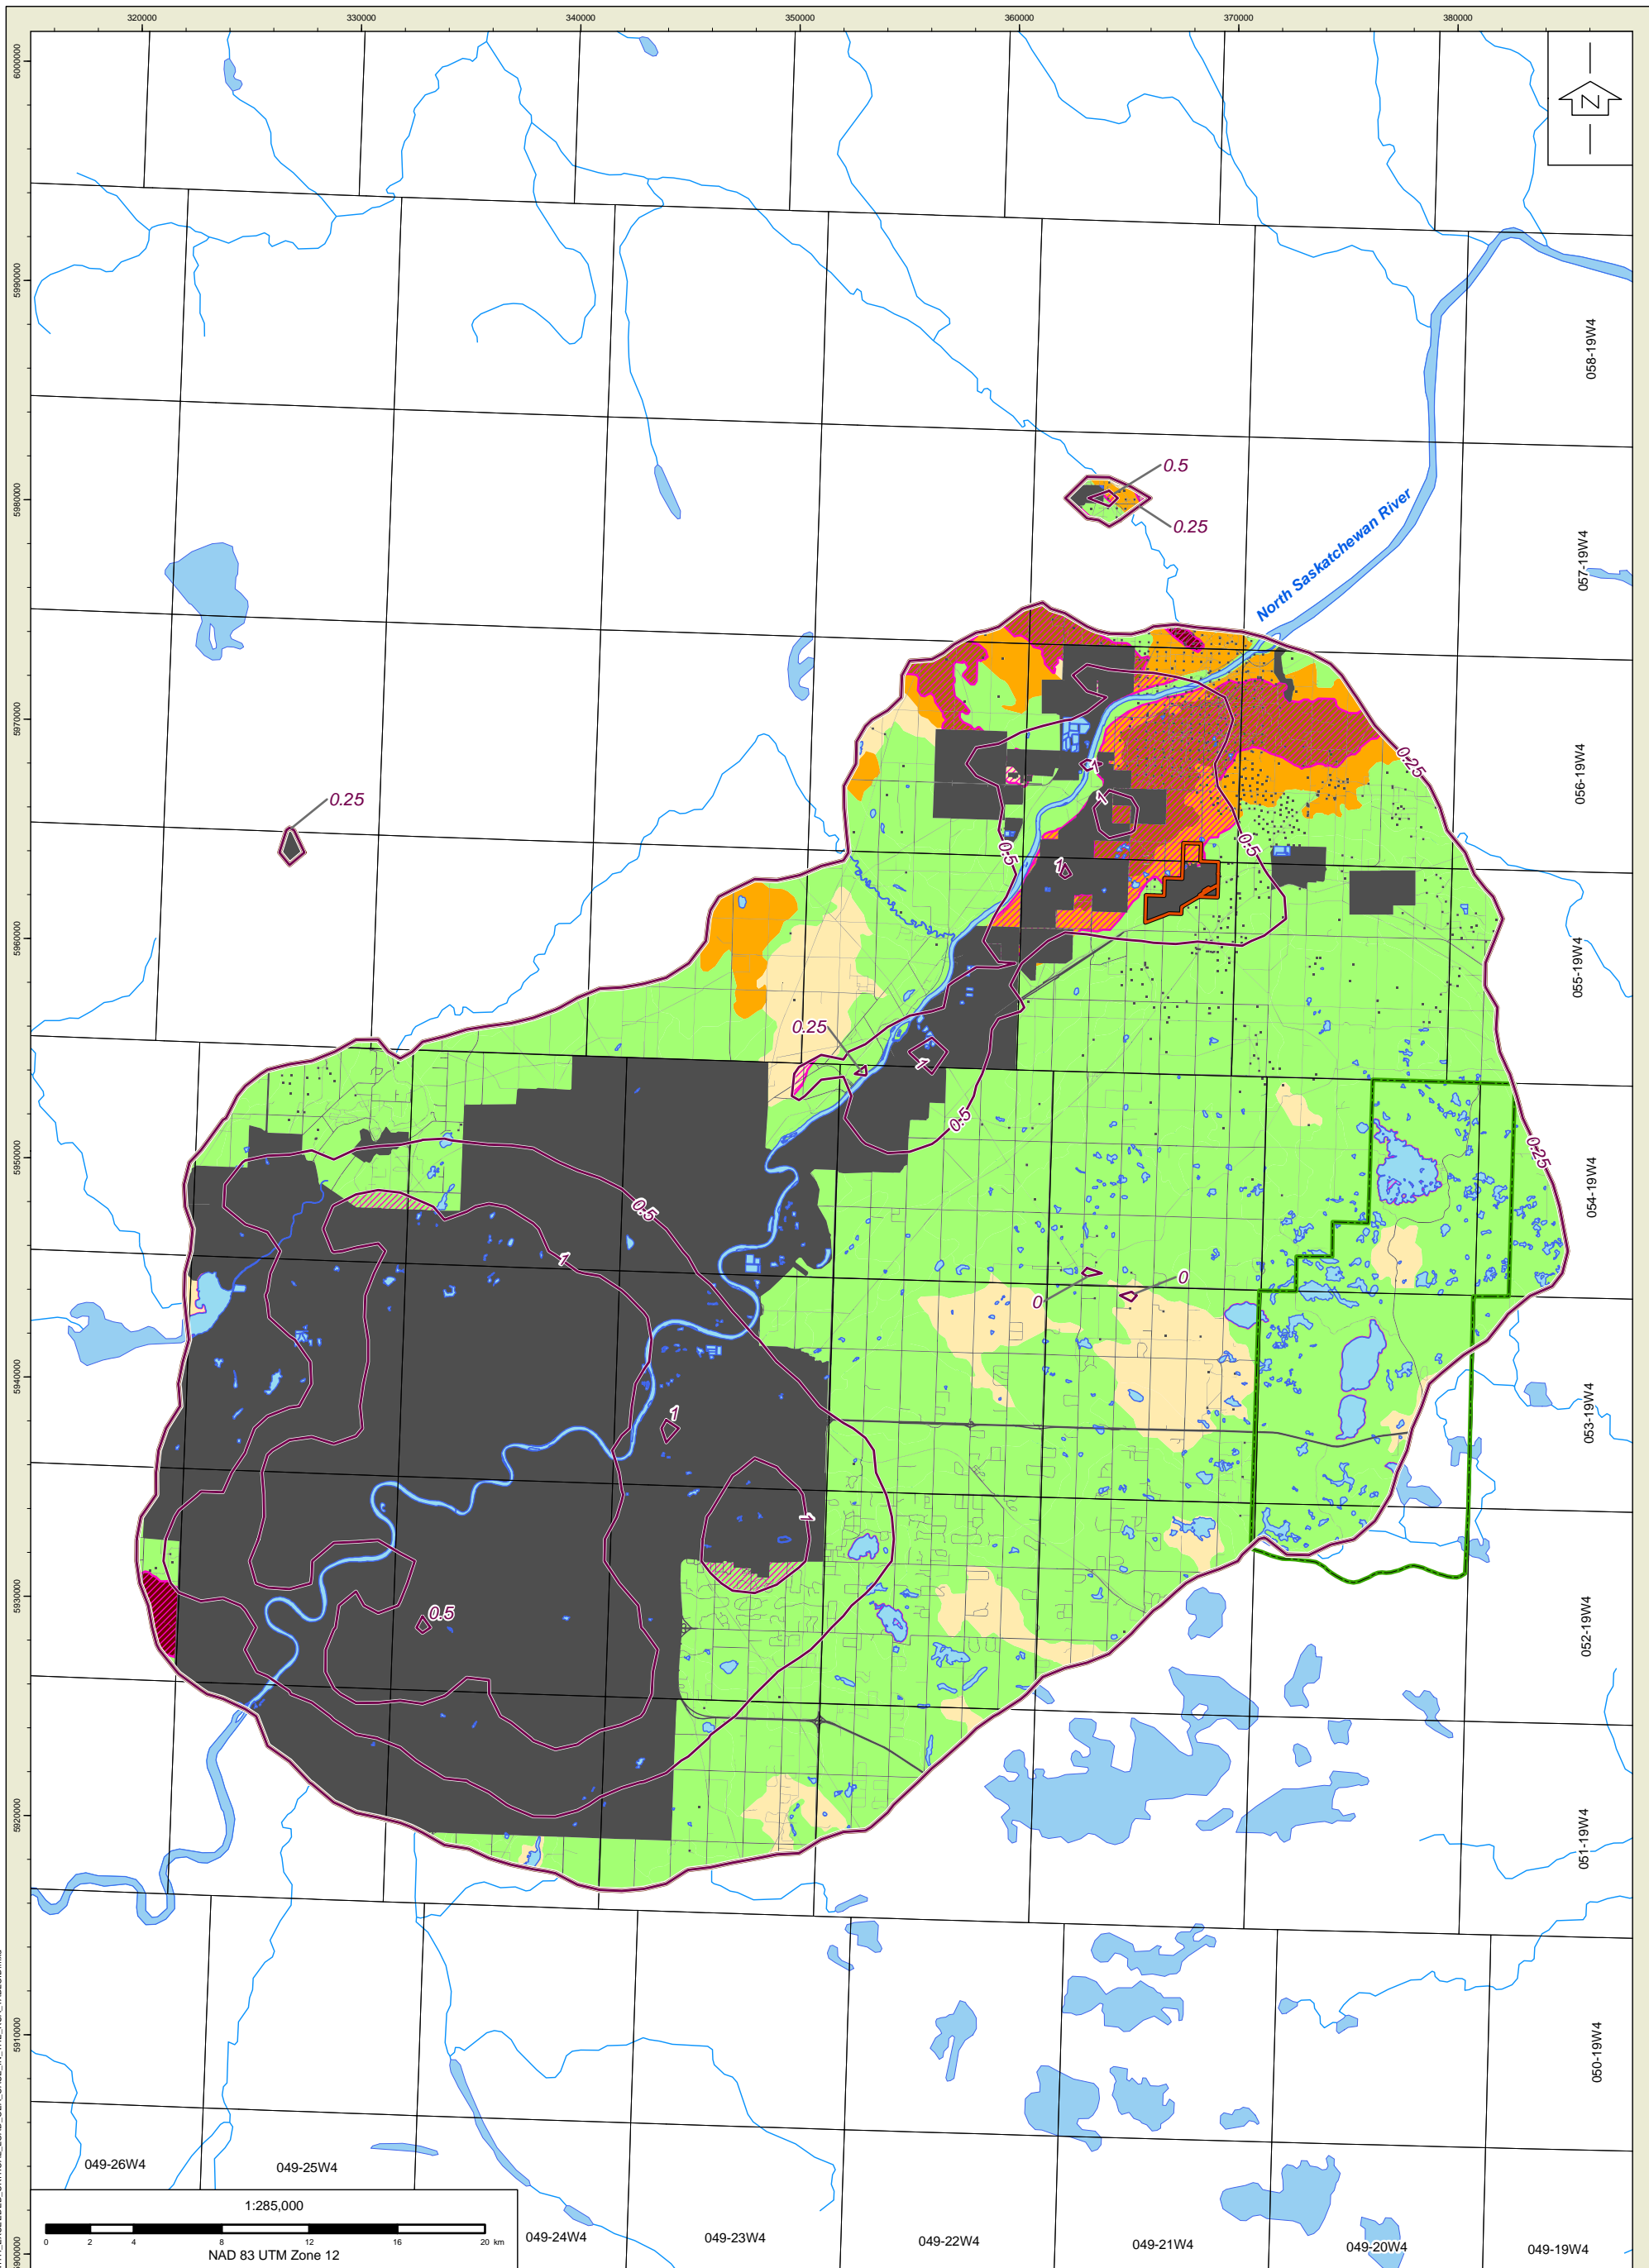 320000 330000 340000 350000 360000 370000 380000
6000000
N
5990000
058-19W4
0.5
5980000
0.25
North Saskatchewan River
057-19W4
5970000
0.25
056-19W4
0.25
1
1
0.5
0.5
1
5960000
055-19W4
0.25
1
0.5
5950000
0.25
054-19W4
0.5
1
0
0
5940000
053-19W4
1
1
5930000
0.5
052-19W4
5920000
051-19W4
5910000
050-19W4
049-26W4
049-25W4
1:285,000
0 2 4 8 12 16 20 km
NAD 83 UTM Zone 12
049-24W4
049-23W4
049-22W4
049-21W4
049-20W4
049-19W4